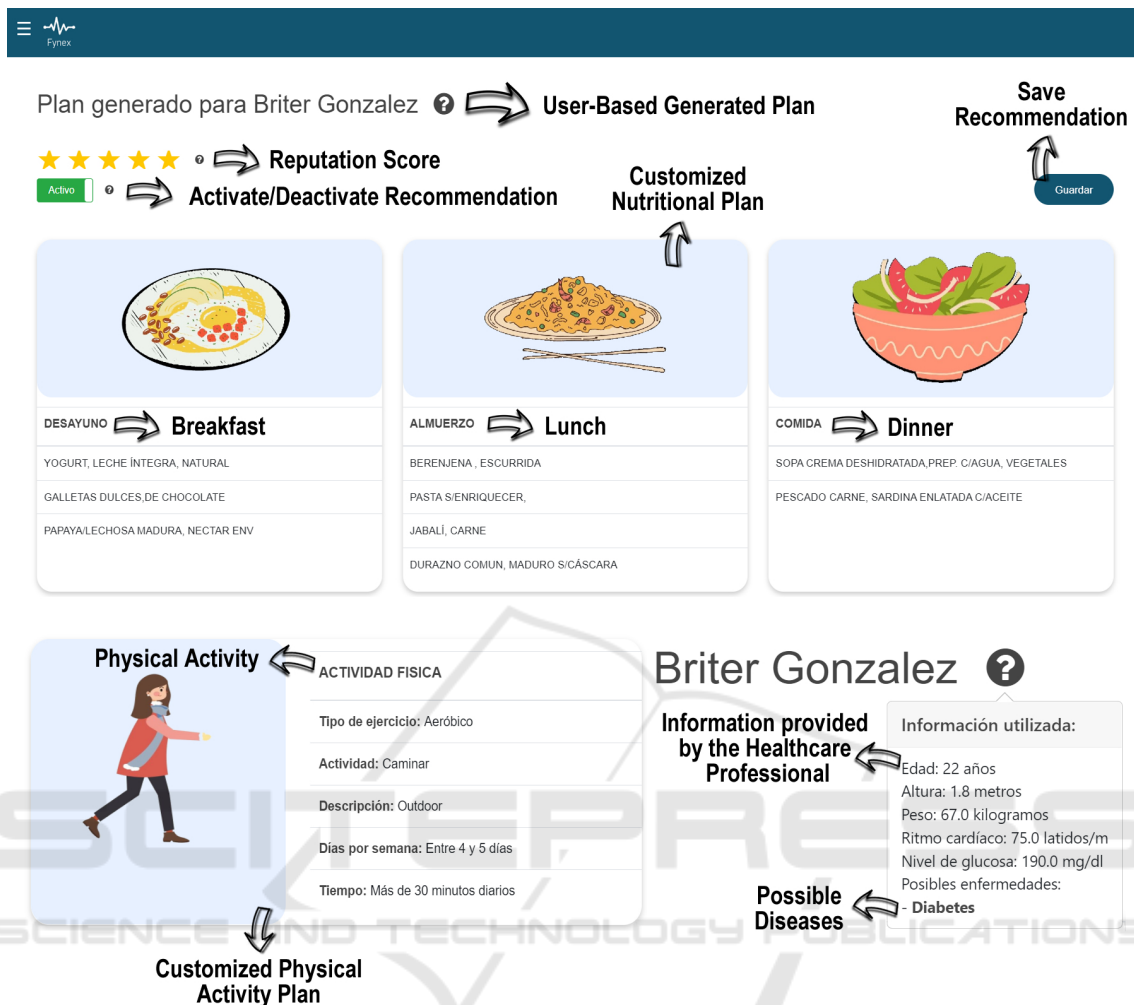 Fynex
Plan generado para Briter Gonzalez ?
User-Based Generated Plan
Save
Recommendation
? Reputation Score
Activo ? Activate/Deactivate Recommendation
Customized
Nutritional Plan
Guardar
DESAYUNO Breakfast
YOGURT, LECHE ÍNTEGRA, NATURAL
GALLETAS DULCES,DE CHOCOLATE
PAPAYA/LECHOSA MADURA, NECTAR ENV
ALMUERZO Lunch
BERENJENA , ESCURRIDA
PASTA S/ENRIQUECER,
JABALÍ, CARNE
DURAZNO COMUN, MADURO S/CÁSCARA
COMIDA Dinner
SOPA CREMA DESHIDRATADA,PREP. C/AGUA, VEGETALES
PESCADO CARNE, SARDINA ENLATADA C/ACEITE
Physical Activity
ACTIVIDAD FISICA
Tipo de ejercicio: Aeróbico
Actividad: Caminar
Descripción: Outdoor
Días por semana: Entre 4 y 5 días
Tiempo: Más de 30 minutos diarios
Customized Physical
Activity Plan
Briter Gonzalez ?
Information provided
by the Healthcare
Professional
Información utilizada:
Edad: 22 años
Altura: 1.8 metros
Peso: 67.0 kilogramos
Ritmo cardíaco: 75.0 latidos/m
Nivel de glucosa: 190.0 mg/dl
Posibles enfermedades:
- Diabetes
Possible
Diseases
SCITEPRESS
SCIENCE AND TECHNOLOGY PUBLICATIONS